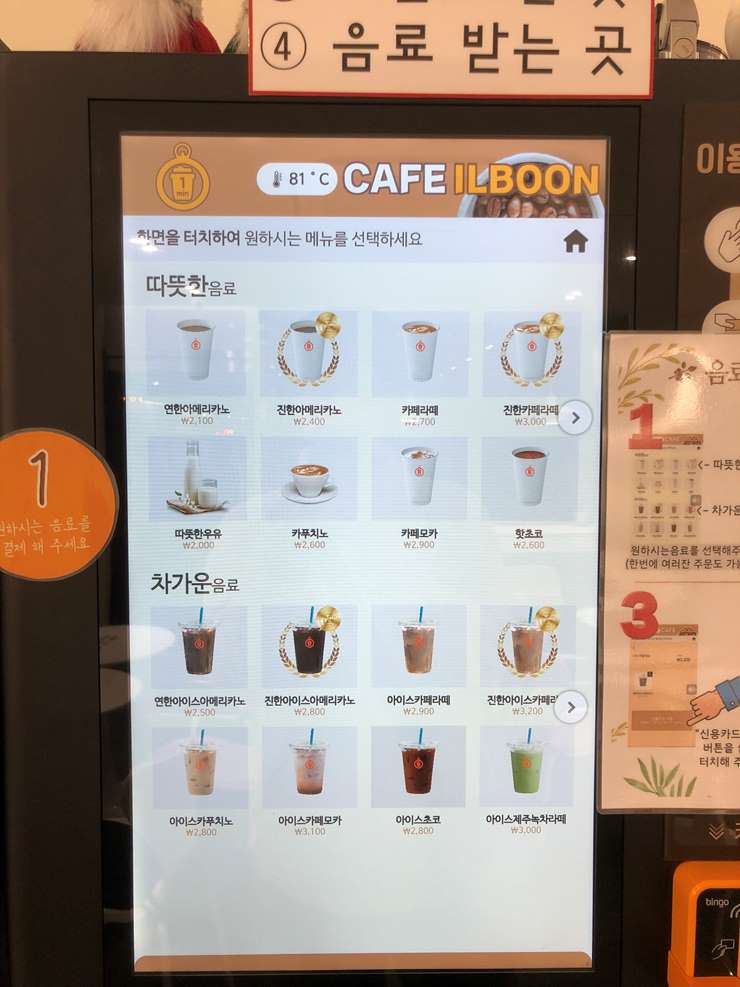 ④ 음료 받는 곳
1
min
81°C
CAFE ILBOON
화면을 터치하여 원하시는 메뉴를 선택하세요
따뜻한음료
연한아메리카노
₩2,100
진한아메리카노
₩2,400
카페라떼
₩2,700
진한카페라떼
₩3,000
따뜻한우유
₩2,000
카푸치노
₩2,600
카페모카
₩2,900
핫초코
₩2,600
차가운음료
연한아이스아메리카노
₩2,500
진한아이스아메리카노
₩2,800
아이스카페라떼
₩2,900
진한아이스카페
₩3,200
아이스카푸치노
₩2,800
아이스카페모카
₩3,100
아이스초코
₩2,800
아이스제주녹차라떼
₩3,000
1
원하시는 음료를
결제 해 주세요
이용
음료
1
<- 따뜻한
<- 차가운
원하시는음료를 선택해주
(한번에 여러잔 주문도 가능
3
"신용카드
버튼을
터치해 주
bingo